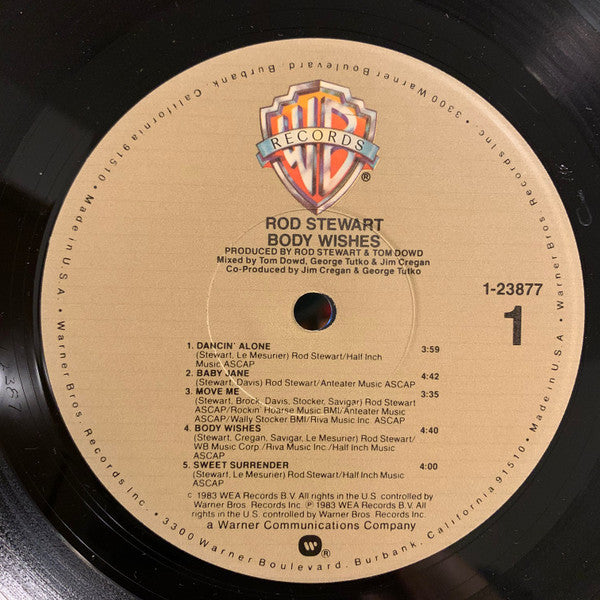 WB
RECORDS
®
ROD STEWART
BODY WISHES
PRODUCED BY ROD STEWART & TOM DOWD
Mixed by Tom Dowd, George Tutko & Jim Cregan
Co-Produced by Jim Cregan & George Tutko
1-23877
1
1. DANCIN' ALONE 3:59
(Stewart, Le Mesurier) Rod Stewart/Half Inch
Music ASCAP
2. BABY JANE 4:42
(Stewart, Davis) Rod Stewart/Anteater Music ASCAP
3. MOVE ME 3:35
(Stewart, Brock, Davis, Stocker, Savigar) Rod Stewart
ASCAP/Rockin' Hoarse Music BMI/Anteater Music
ASCAP/Wally Stocker BMI/Riva Music Inc. ASCAP
4. BODY WISHES 4:40
(Stewart, Cregan, Savigar, Le Mesurier) Rod Stewart/
WB Music Corp./Riva Music Inc./Half Inch Music
ASCAP
5. SWEET SURRENDER 4:00
(Stewart, Le Mesurier) Rod Stewart/Half Inch Music
ASCAP
© 1983 WEA Records B.V. All rights in the U.S. controlled by
Warner Bros. Records Inc ℗ 1983 WEA Records B.V. All rights
in the U.S. controlled by Warner Bros. Records Inc.
a Warner Communications Company
Warner Bros. Records Inc. • 3300 Warner Boulevard, Burbank, California 91510 • Made in U.S.A. •
Warner Bros. Records Inc. • 3300 Warner Boulevard, Burbank, California 91510 • Made in U.S.A. •